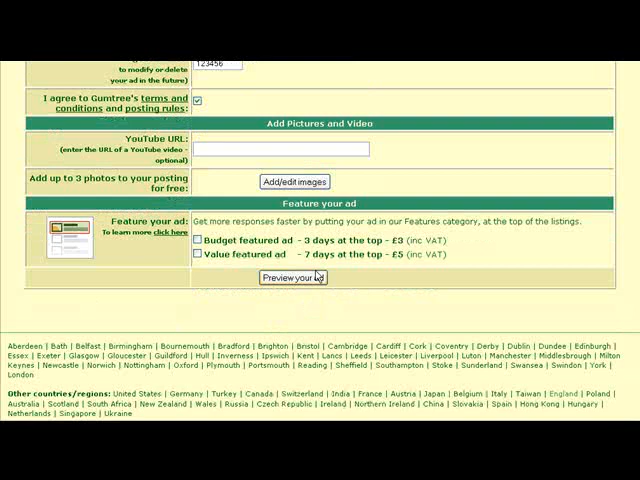 123456
to modify or delete
your ad in the future)
I agree to Gumtree's terms and
conditions and posting rules:
Add Pictures and Video
YouTube URL:
(enter the URL of a YouTube video -
optional)
Add up to 3 photos to your posting
for free:
Add/edit images
Feature your ad
Feature your ad:
To learn more click here
Get more responses faster by putting your ad in our Features category, at the top of the listings.
Budget featured ad - 3 days at the top - £3 (inc VAT)
Value featured ad - 7 days at the top - £5 (inc VAT)
Preview your ad
Aberdeen | Bath | Belfast | Birmingham | Bournemouth | Bradford | Brighton | Bristol | Cambridge | Cardiff | Cork | Coventry | Derby | Dublin | Dundee | Edinburgh |
Essex | Exeter | Glasgow | Gloucester | Guildford | Hull | Inverness | Ipswich | Kent | Lancs | Leeds | Leicester | Liverpool | Luton | Manchester | Middlesbrough | Milton
Keynes | Newcastle | Norwich | Nottingham | Oxford | Plymouth | Portsmouth | Reading | Sheffield | Southampton | Stoke | Sunderland | Swansea | Swindon | York |
London
Other countries/regions: United States | Germany | Turkey | Canada | Switzerland | India | France | Austria | Japan | Belgium | Italy | Taiwan | England | Poland |
Australia | Scotland | South Africa | New Zealand | Wales | Russia | Czech Republic | Ireland | Northern Ireland | China | Slovakia | Spain | Hong Kong | Hungary |
Netherlands | Singapore | Ukraine